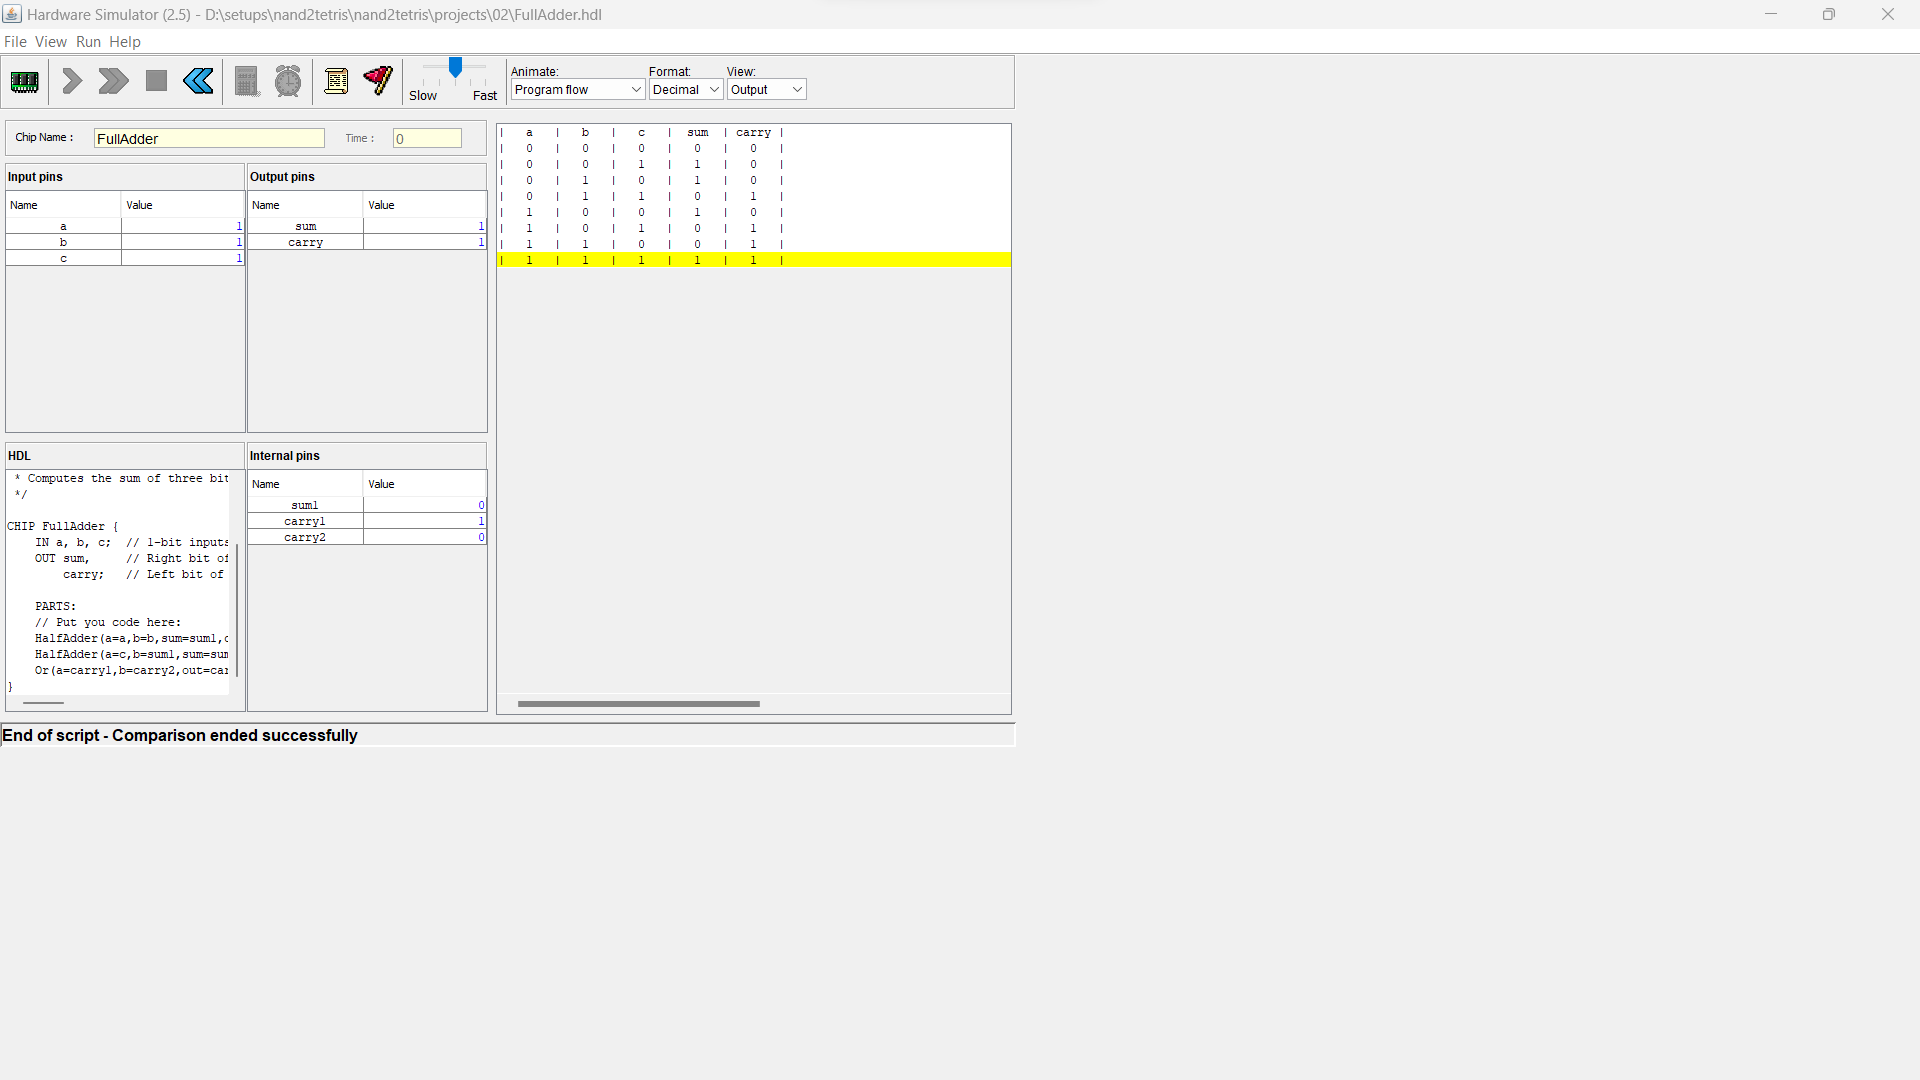 Hardware Simulator (2.5) - D:\setups\nand2tetris\nand2tetris\projects\02\FullAdder.hdl
File View Run Help
Slow Fast
Animate: Format: View:
Program flow Decimal Output
Chip Name : FullAdder Time : 0
Input pins
Name Value
a 1
b 1
c 1
Output pins
Name Value
sum 1
carry 1
HDL
* Computes the sum of three bit
*/
CHIP FullAdder {
IN a, b, c; // 1-bit inputs
OUT sum, // Right bit of
carry; // Left bit of
PARTS:
// Put you code here:
HalfAdder(a=a,b=b,sum=sum1,c
HalfAdder(a=c,b=sum1,sum=sum
Or(a=carry1,b=carry2,out=car
}
Internal pins
Name Value
sum1 0
carry1 1
carry2 0
| a | b | c | sum | carry |
| 0 | 0 | 0 | 0 | 0 |
| 0 | 0 | 1 | 1 | 0 |
| 0 | 1 | 0 | 1 | 0 |
| 0 | 1 | 1 | 0 | 1 |
| 1 | 0 | 0 | 1 | 0 |
| 1 | 0 | 1 | 0 | 1 |
| 1 | 1 | 0 | 0 | 1 |
| 1 | 1 | 1 | 1 | 1 |
End of script - Comparison ended successfully